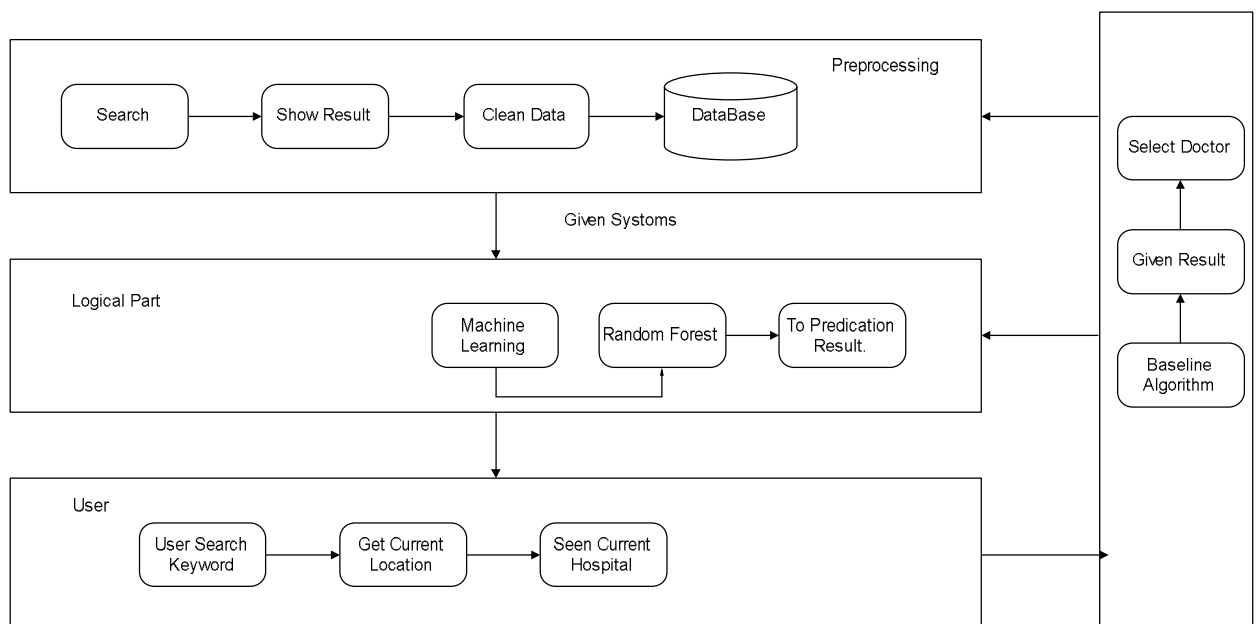 Preprocessing
Search
Show Result
Clean Data
DataBase
Given Systoms
Logical Part
Machine
Learning
Random Forest
To Predication
Result.
User
User Search
Keyword
Get Current
Location
Seen Current
Hospital
Select Doctor
Given Result
Baseline
Algorithm